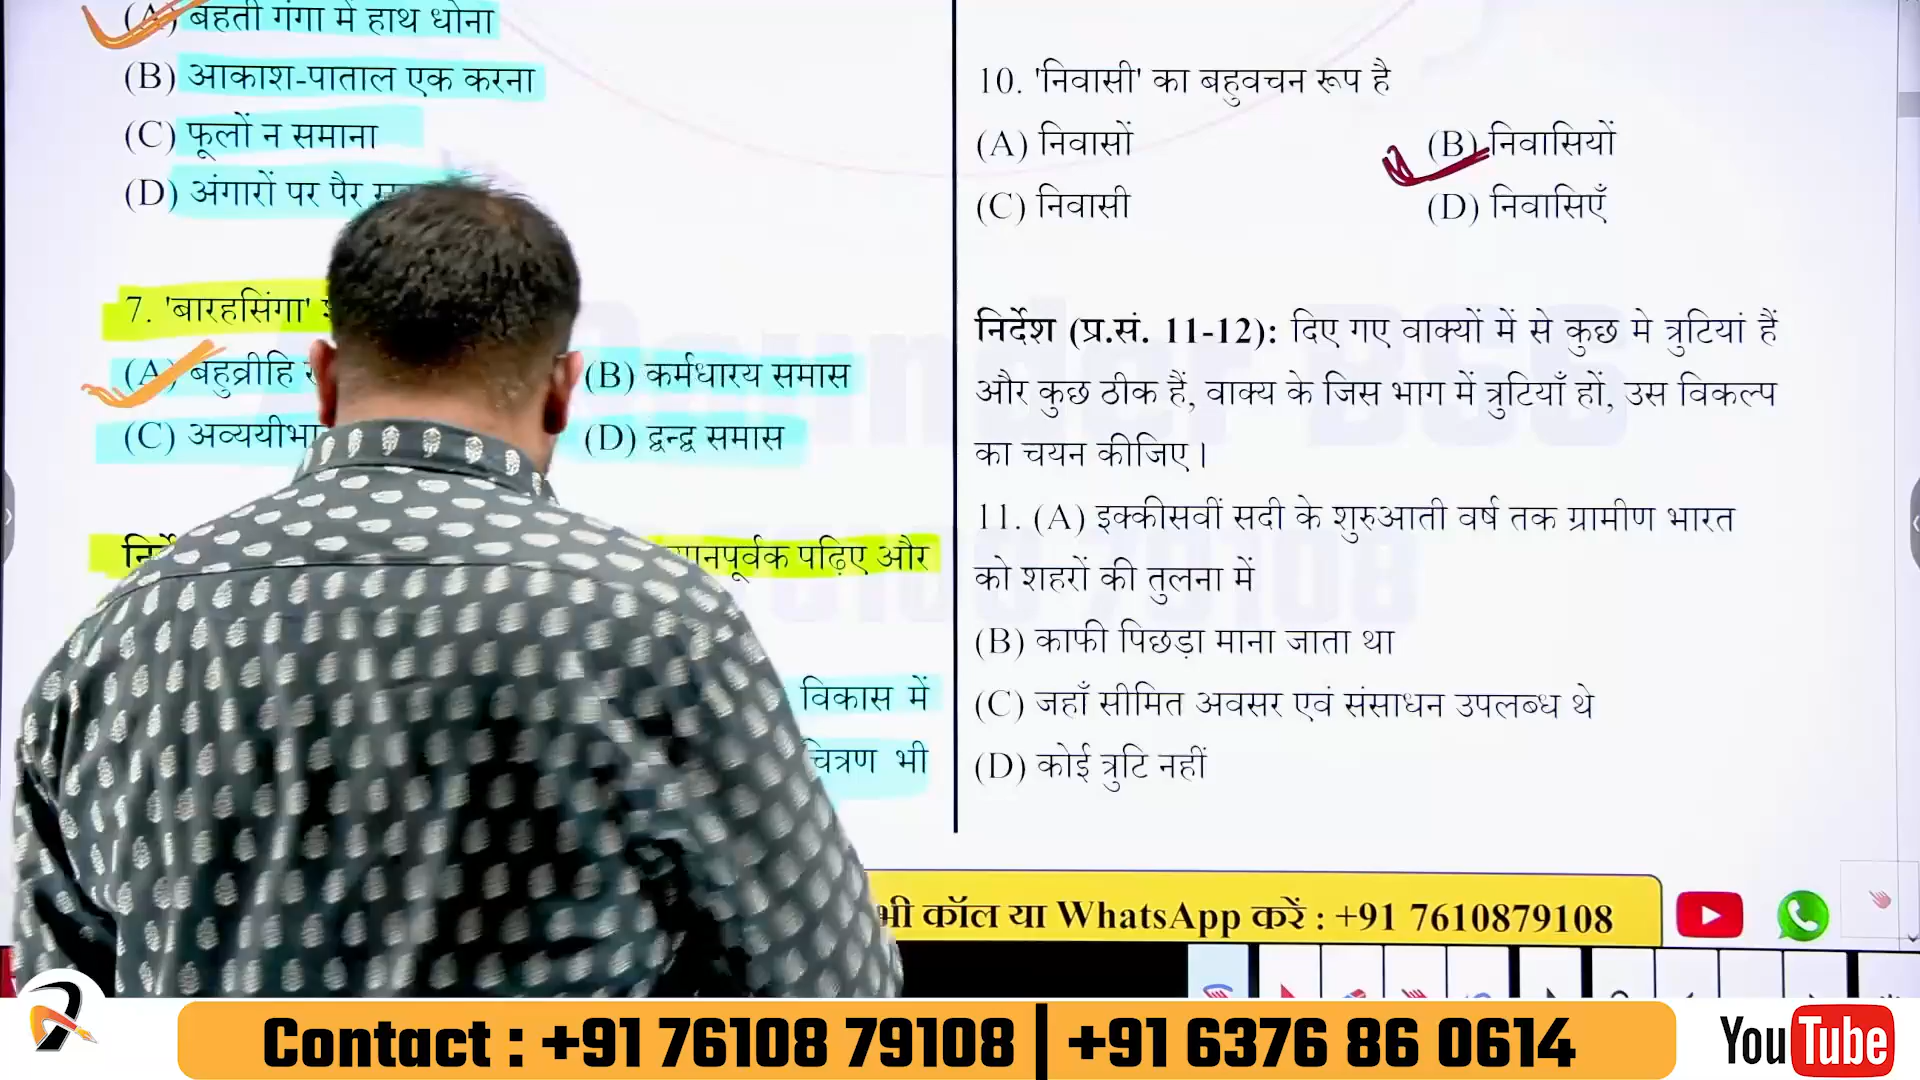 (A) बहती गंगा में हाथ धोना
(B) आकाश-पाताल एक करना
(C) फूलों न समाना
(D) अंगारों पर पैर
7. 'बारहसिंगा'
(A) बहुव्रीहि
(B) कर्मधारय समास
(C) अव्ययीभा
(D) द्वन्द्व समास
पढ़िए और
विकास में
चित्रण भी
10. 'निवासी' का बहुवचन रूप है
(A) निवासों
(B) निवासियों
(C) निवासी
(D) निवासिएँ
निर्देश (प्र.सं. 11-12): दिए गए वाक्यों में से कुछ मे त्रुटियां हैं
और कुछ ठीक हैं, वाक्य के जिस भाग में त्रुटियाँ हों, उस विकल्प
का चयन कीजिए।
11. (A) इक्कीसवीं सदी के शुरुआती वर्ष तक ग्रामीण भारत
को शहरों की तुलना में
(B) काफी पिछड़ा माना जाता था
(C) जहाँ सीमित अवसर एवं संसाधन उपलब्ध थे
(D) कोई त्रुटि नहीं
भी कॉल या WhatsApp करें : +91 7610879108
Contact : +91 76108 79108 | +91 6376 86 0614
YouTube